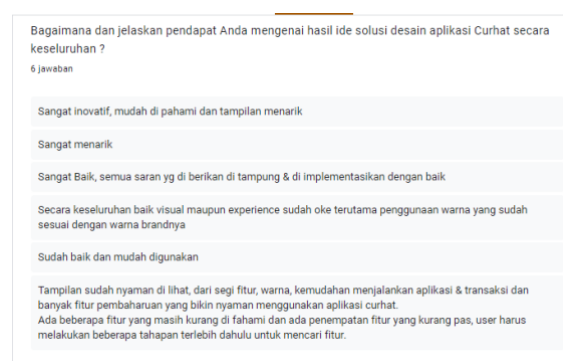 Bagaimana dan jelaskan pendapat Anda mengenai hasil ide solusi desain aplikasi Curhat secara
keseluruhan ?
6 jawaban
Sangat inovatif, mudah di pahami dan tampilan menarik
Sangat menarik
Sangat Baik, semua saran yg di berikan di tampung & di implementasikan dengan baik
Secara keseluruhan baik visual maupun experience sudah oke terutama penggunaan warna yang sudah
sesuai dengan warna brandnya
Sudah baik dan mudah digunakan
Tampilan sudah nyaman di lihat, dari segi fitur, warna, kemudahan menjalankan aplikasi & transaksi dan
banyak fitur pembaharuan yang bikin nyaman menggunakan aplikasi curhat.
Ada beberapa fitur yang masih kurang di fahami dan ada penempatan fitur yang kurang pas, user harus
melakukan beberapa tahapan terlebih dahulu untuk mencari fitur.